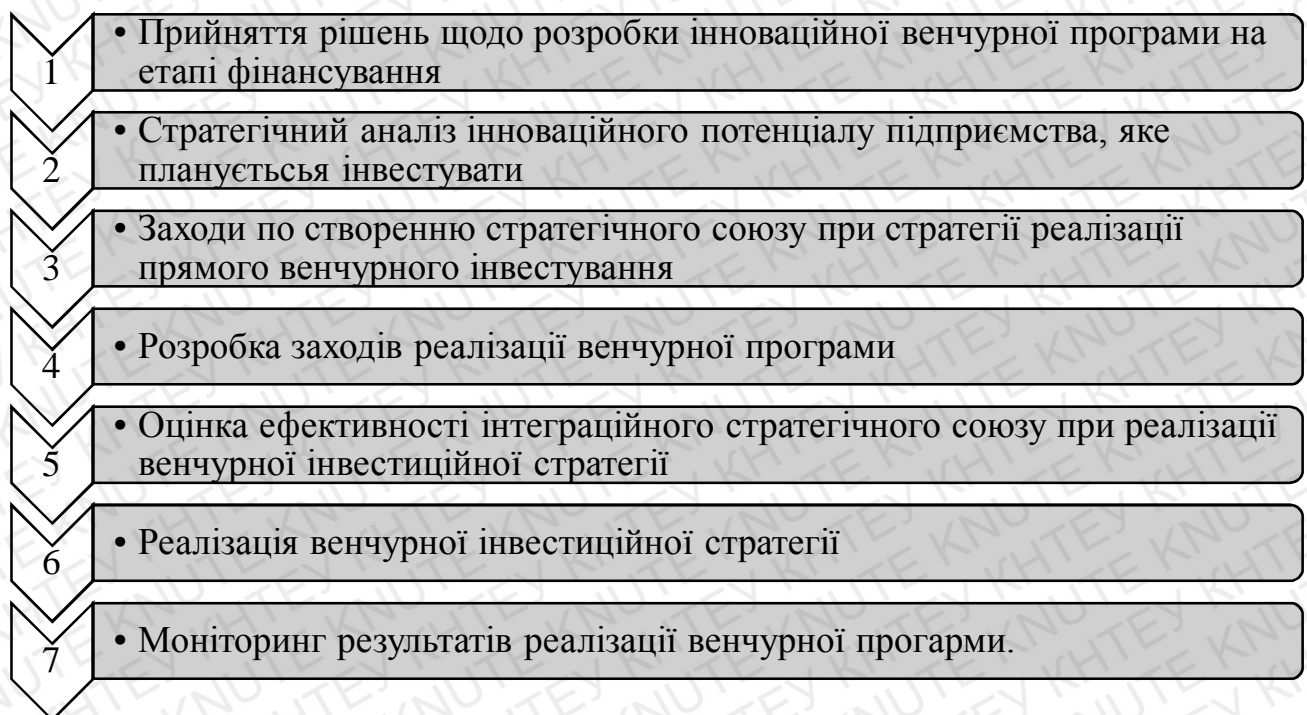 1
• Прийняття рішень щодо розробки інноваційної венчурної програми на
етапі фінансування
2
• Стратегічний аналіз інноваційного потенціалу підприємства, яке
плануєтьсья інвестувати
3
• Заходи по створенню стратегічного союзу при стратегії реалізації
прямого венчурного інвестування
4
• Розробка заходів реалізації венчурної програми
5
• Оцінка ефективності інтеграційного стратегічного союзу при реалізації
венчурної інвестиційної стратегії
6
• Реалізація венчурної інвестиційної стратегії
7
• Моніторинг результатів реалізації венчурної прогарми.